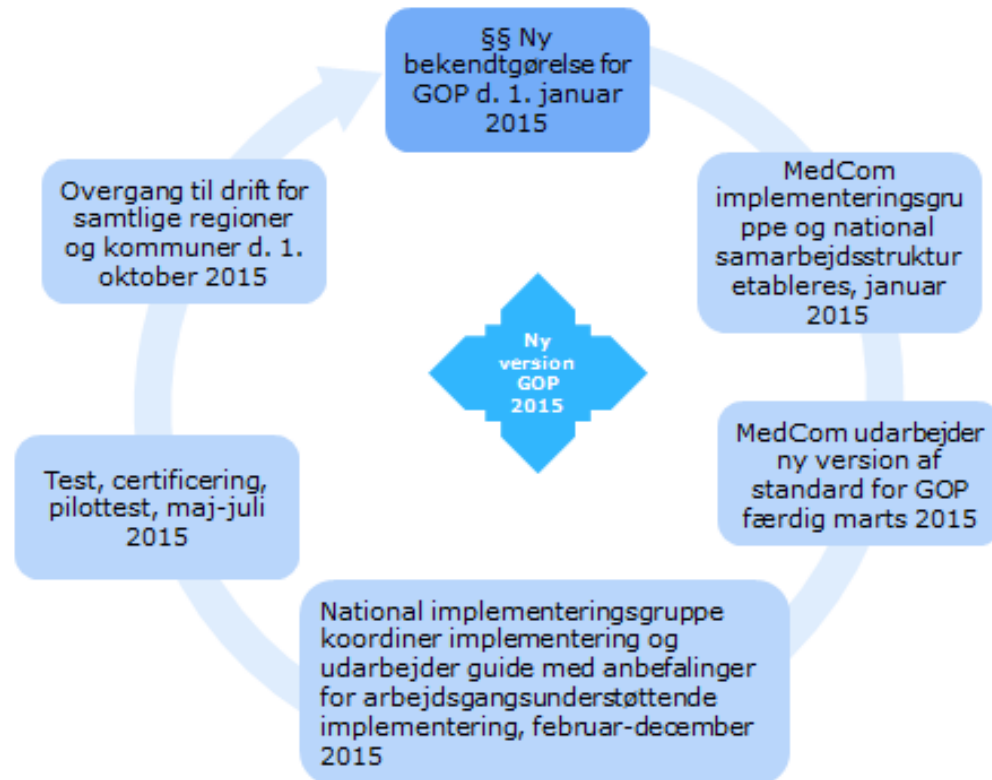 §§ Ny
bekendtgørelse for
GOP d. 1. januar
2015
MedCom
implementeringsgru
ppe og national
samarbejdsstruktur
etableres, januar
2015
MedCom udarbejder
ny version af
standard for GOP
færdig marts 2015
National implementeringsgruppe
koordiner implementering og
udarbejder guide med anbefalinger
for arbejdsgangsunderstøttende
implementering, februar-december
2015
Test, certificering,
pilottest, maj-juli
2015
Overgang til drift for
samtlige regioner
og kommuner d. 1.
oktober 2015
Ny
version
GOP
2015